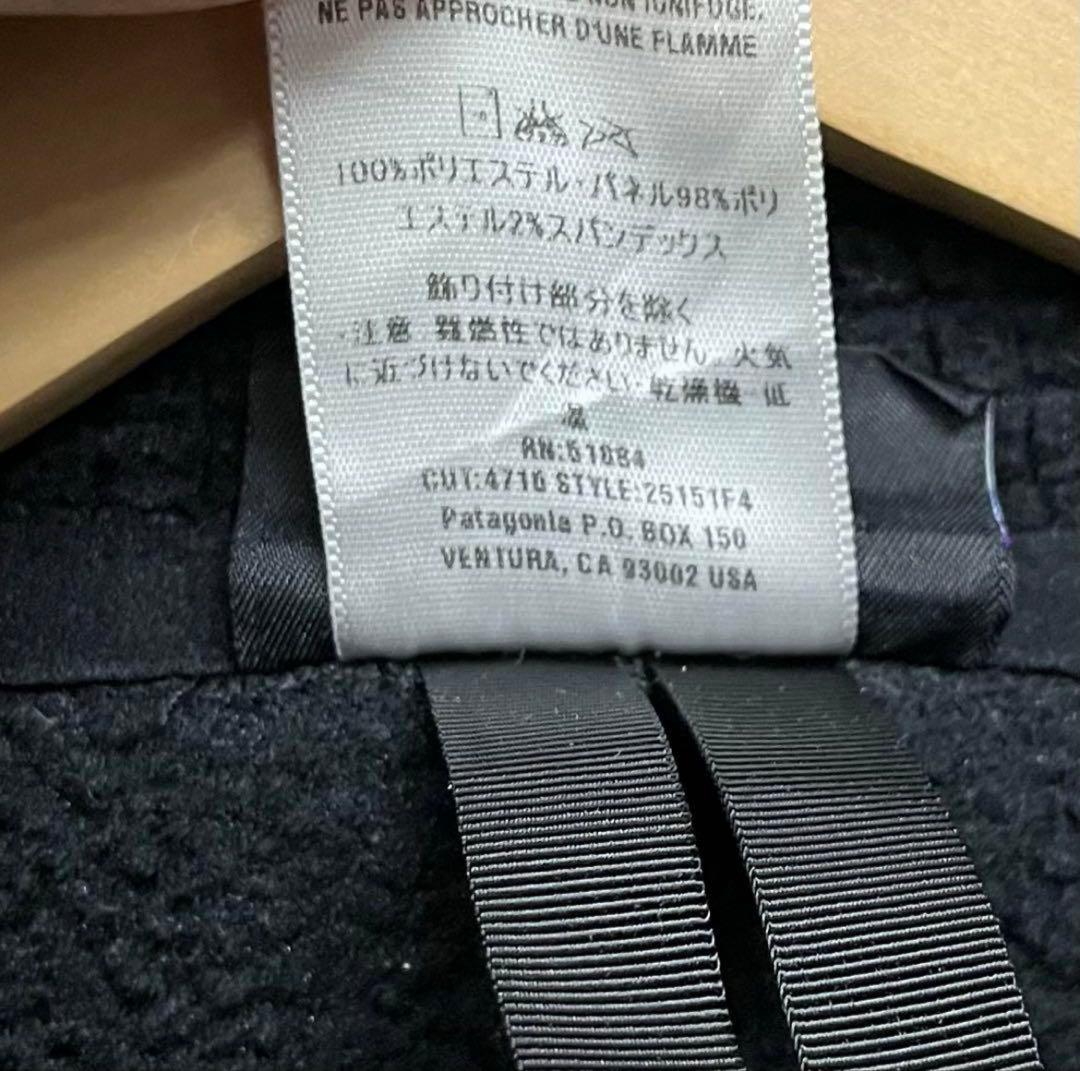 NON IGNIFUGE.
NE PAS APPROCHER D'UNE FLAMME
100%ポリエステル・パネル98%ポリ
エステル2%スパンデックス
飾り付け部分を除く
・注意 難燃性ではありません 火気
に近づけないでください 乾燥機 低
温
RN:51884
CUT:4710 STYLE:25151F4
Patagonia P.O. BOX 150
VENTURA, CA 93002 USA